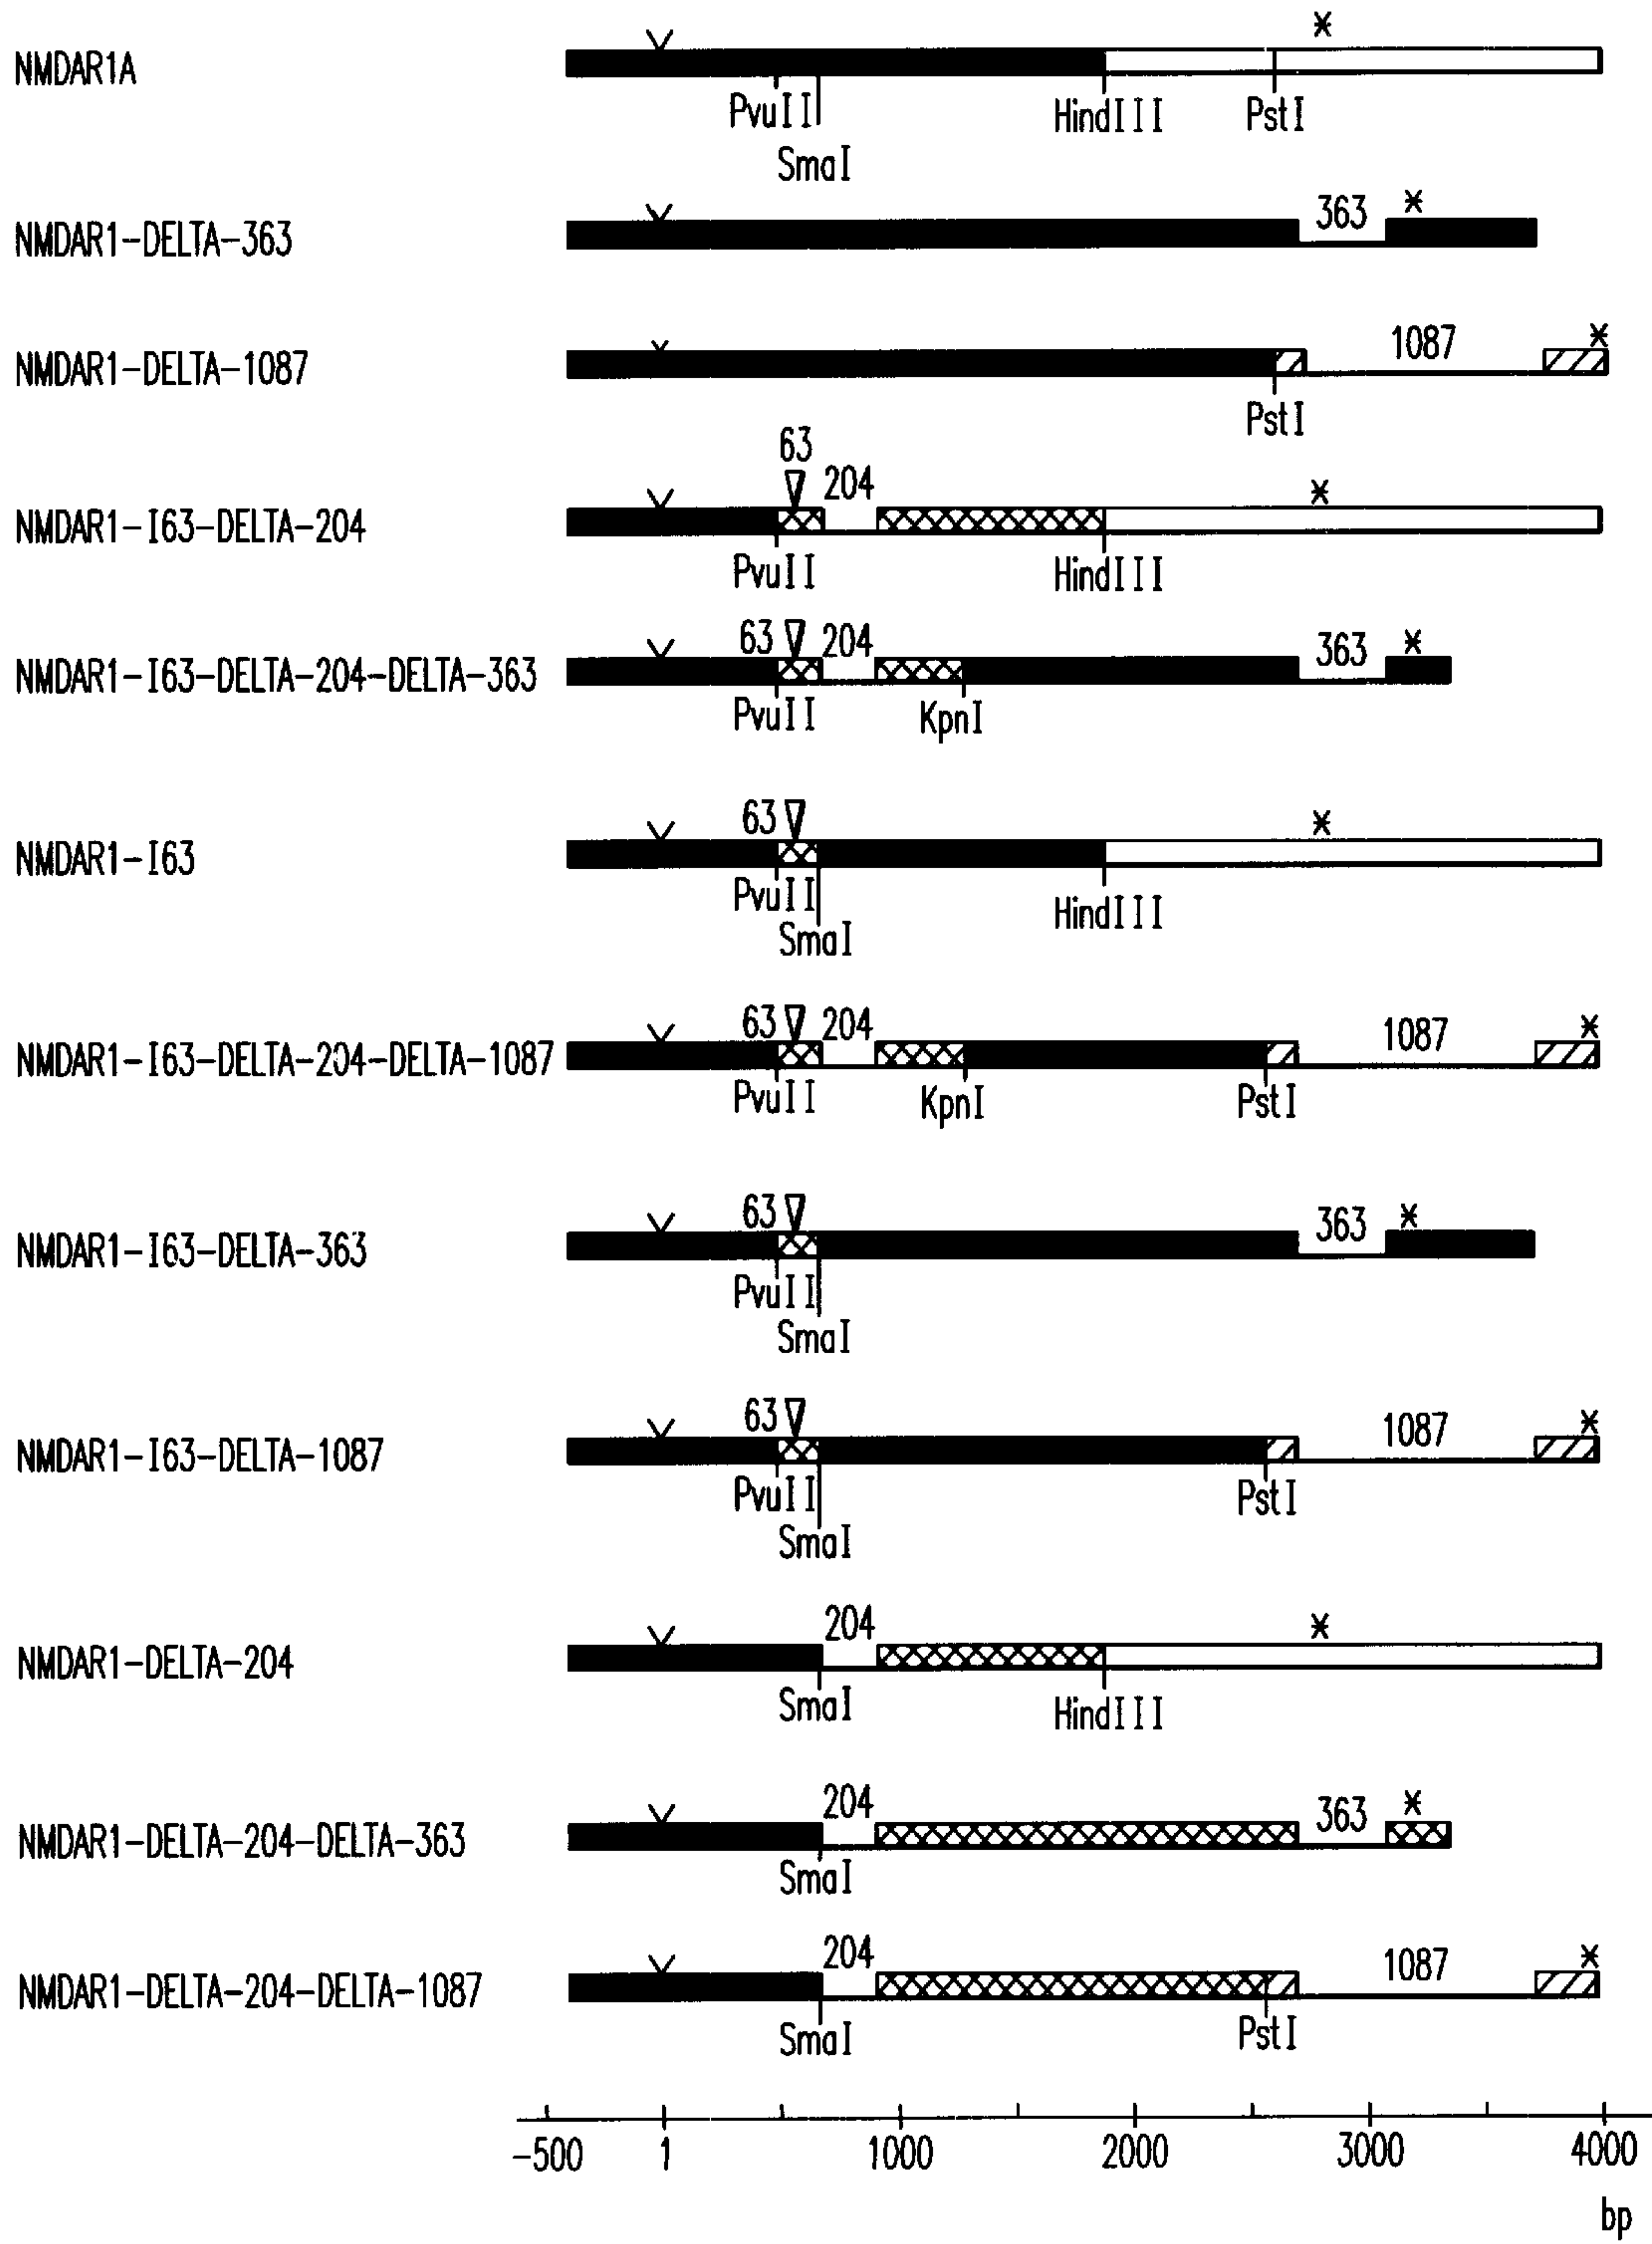 *
NMDAR1A
PvuII
HindIII
PstI
SmaI
363 *
NMDAR1-DELTA-363
1087 *
NMDAR1-DELTA-1087
PstI
63
204 *
NMDAR1-I63-DELTA-204
PvuII HindIII
63 204 363 *
NMDAR1-I63-DELTA-204-DELTA-363
PvuII KpnI
63 *
NMDAR1-I63
PvuII HindIII
SmaI
63 204 1087 *
NMDAR1-I63-DELTA-204-DELTA-1087
PvuII KpnI PstI
63 363 *
NMDAR1-I63-DELTA-363
PvuII
SmaI
63 1087 *
NMDAR1-I63-DELTA-1087
PvuII PstI
SmaI
204 *
NMDAR1-DELTA-204
SmaI HindIII
204 363 *
NMDAR1-DELTA-204-DELTA-363
SmaI
204 1087 *
NMDAR1-DELTA-204-DELTA-1087
SmaI PstI
-500 1 1000 2000 3000 4000
bp